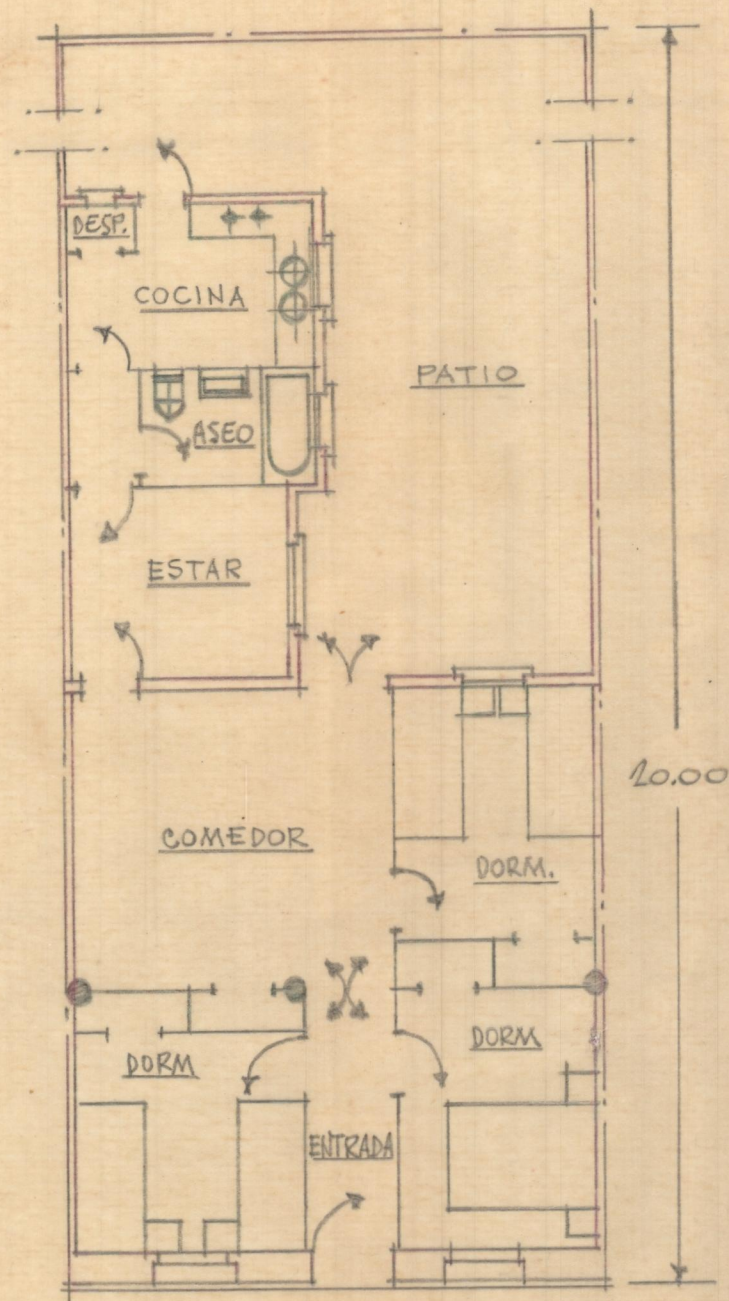 DESP.
COCINA
PATIO
ASEO
ESTAR
20.00
COMEDOR
DORM.
DORM
DORM
ENTRADA